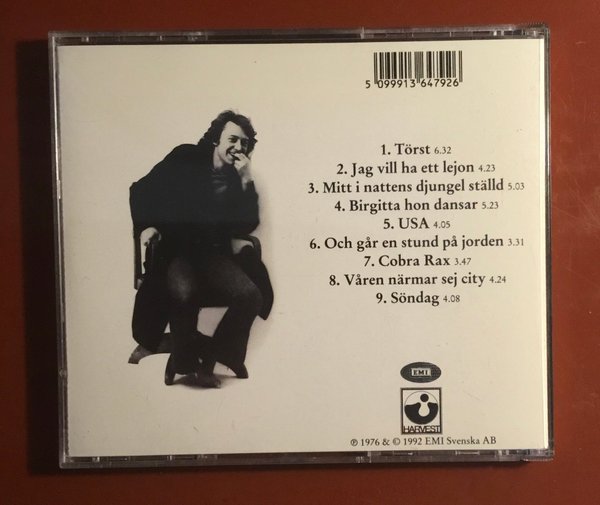 5 099913 647926
1. Törst 6.32
2. Jag vill ha ett lejon 4.23
3. Mitt i nattens djungel ställd 5.03
4. Birgitta hon dansar 5.23
5. USA 4.05
6. Och går en stund på jorden 3.31
7. Cobra Rax 3.47
8. Våren närmar sej city 4.24
9. Söndag 4.08
EMI
HARVEST
℗ 1976 & © 1992 EMI Svenska AB